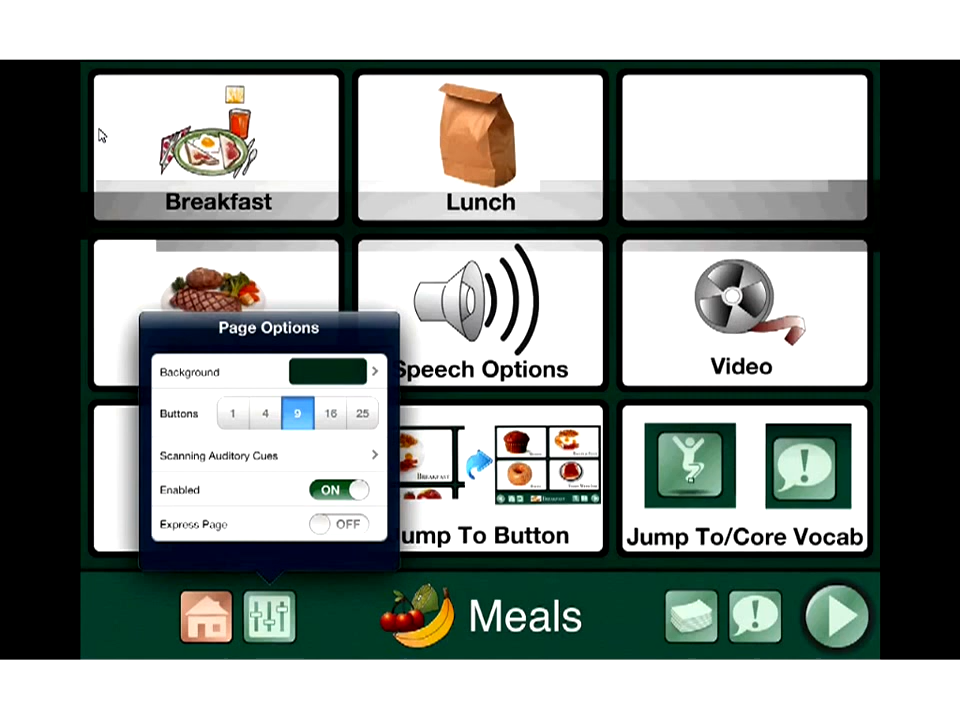 Breakfast
Lunch
Page Options
Background
Buttons 1 4 9 16 25
Scanning Auditory Cues
Enabled ON
Express Page OFF
Speech Options
Video
BREAKFAST
Jump To Button
Jump To/Core Vocab
Meals